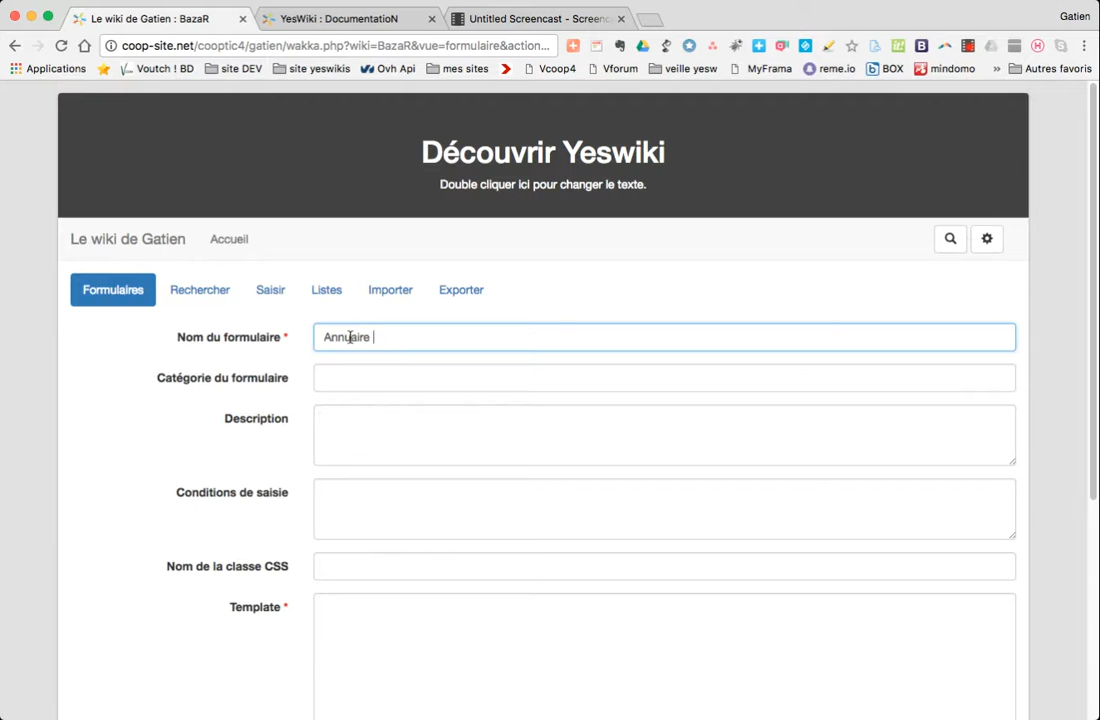 Le wiki de Gatien : BazaR
YesWiki : DocumentatioN
Untitled Screencast - Screenc
Gatien
coop-site.net/cooptic4/gatien/wakka.php?wiki=BazaR&vue=formulaire&action...
Applications
Voutch ! BD
site DEV
site yeswikis
Ovh Api
mes sites
Vcoop4
Vforum
veille yesw
MyFrama
reme.io
BOX
mindomo
»
Autres favoris
Découvrir Yeswiki
Double cliquer ici pour changer le texte.
Le wiki de Gatien
Accueil
Formulaires
Rechercher
Saisir
Listes
Importer
Exporter
Nom du formulaire *
Annuaire
Catégorie du formulaire
Description
Conditions de saisie
Nom de la classe CSS
Template *